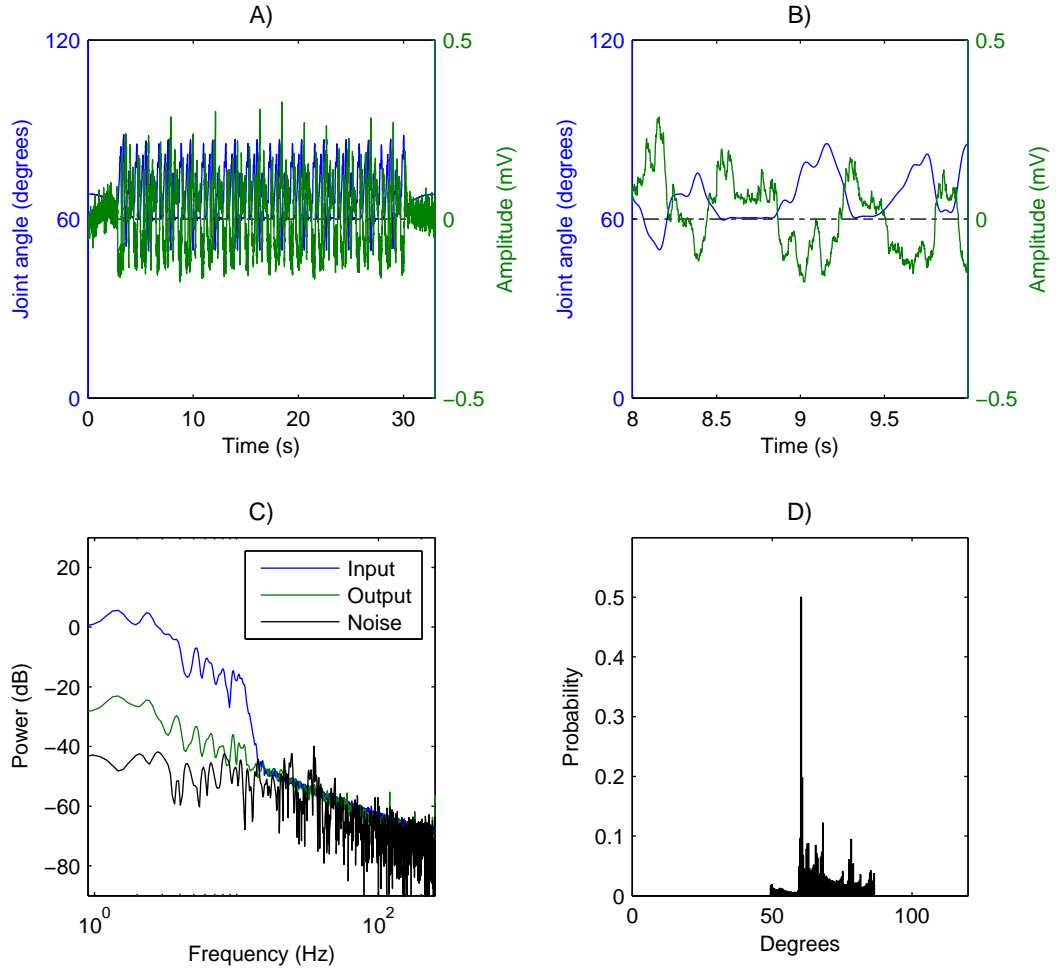 A)
120
60
0
Joint angle (degrees)
0.5
0
−0.5
Amplitude (mV)
0 10 20 30
Time (s)
B)
120
60
0
Joint angle (degrees)
0.5
0
−0.5
Amplitude (mV)
8 8.5 9 9.5
Time (s)
C)
20
0
−20
−40
−60
−80
Power (dB)
Input
Output
Noise
10^0 10^2
Frequency (Hz)
D)
0.5
0.4
0.3
0.2
0.1
0
Probability
0 50 100
Degrees